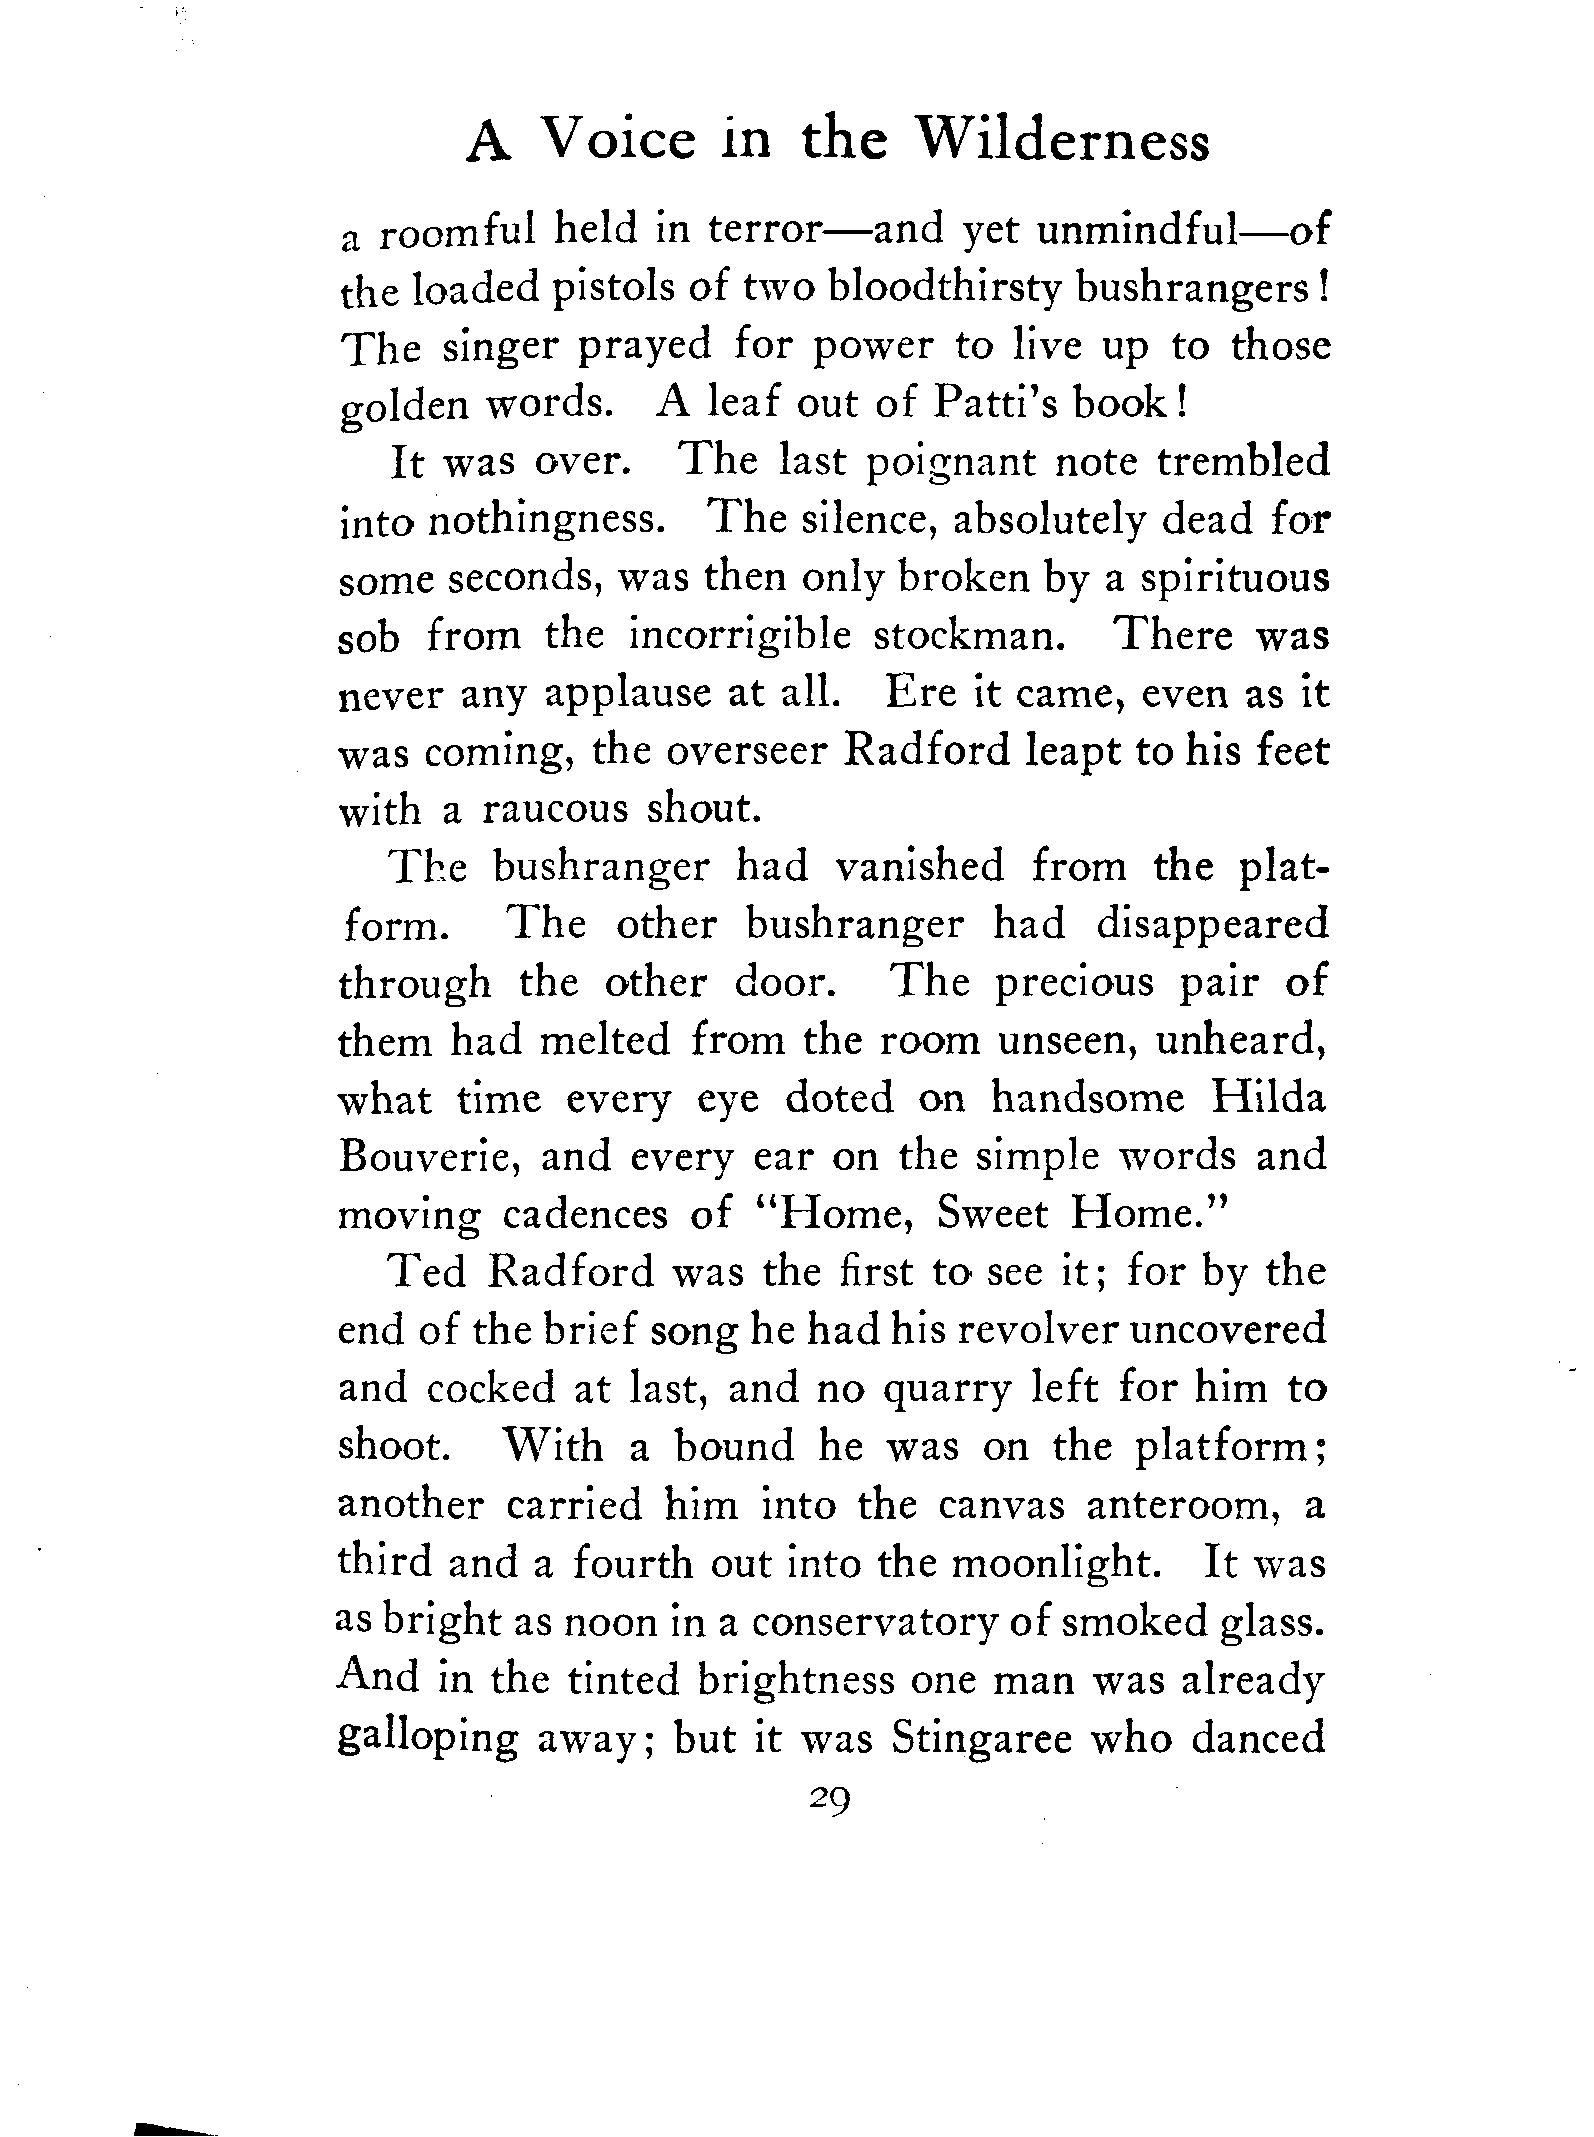 A Voice in the Wilderness
a roomful held in terror—and yet unmindful—of
the loaded pistols of two bloodthirsty bushrangers!
The singer prayed for power to live up to those
golden words. A leaf out of Patti's book!
It was over. The last poignant note trembled
into nothingness. The silence, absolutely dead for
some seconds, was then only broken by a spirituous
sob from the incorrigible stockman. There was
never any applause at all. Ere it came, even as it
was coming, the overseer Radford leapt to his feet
with a raucous shout.
The bushranger had vanished from the plat-
form. The other bushranger had disappeared
through the other door. The precious pair of
them had melted from the room unseen, unheard,
what time every eye doted on handsome Hilda
Bouverie, and every ear on the simple words and
moving cadences of "Home, Sweet Home."
Ted Radford was the first to see it; for by the
end of the brief song he had his revolver uncovered
and cocked at last, and no quarry left for him to
shoot. With a bound he was on the platform;
another carried him into the canvas anteroom, a
third and a fourth out into the moonlight. It was
as bright as noon in a conservatory of smoked glass.
And in the tinted brightness one man was already
galloping away; but it was Stingaree who danced
29